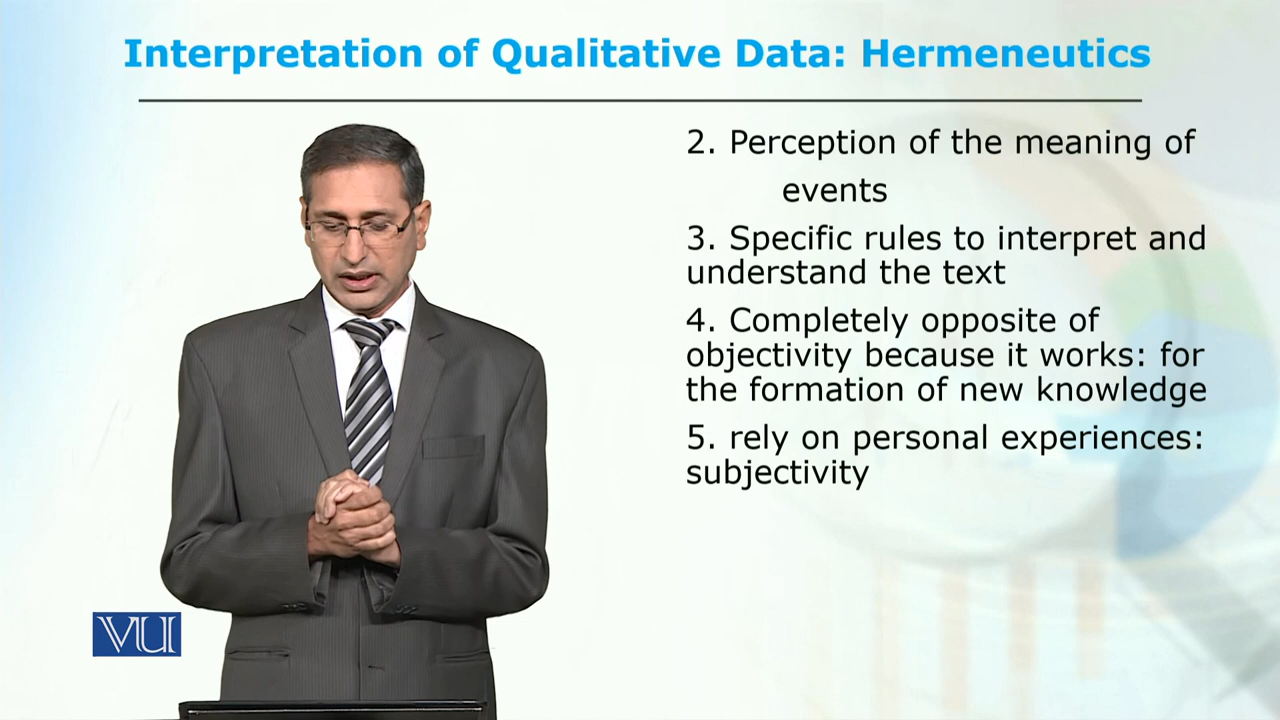 Interpretation of Qualitative Data: Hermeneutics
2. Perception of the meaning of
events
3. Specific rules to interpret and
understand the text
4. Completely opposite of
objectivity because it works: for
the formation of new knowledge
5. rely on personal experiences:
subjectivity
VU